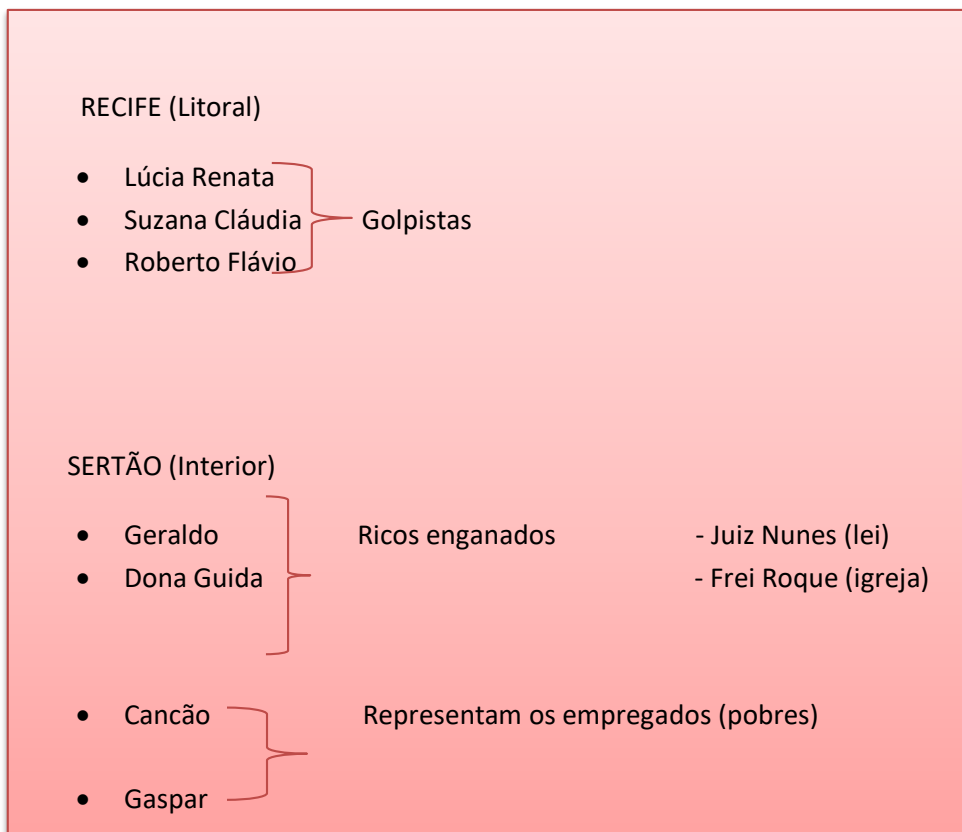 RECIFE (Litoral)
• Lúcia Renata
• Suzana Cláudia Golpistas
• Roberto Flávio
SERTÃO (Interior)
• Geraldo Ricos enganados - Juiz Nunes (lei)
• Dona Guida - Frei Roque (igreja)
• Cancão Representam os empregados (pobres)
• Gaspar